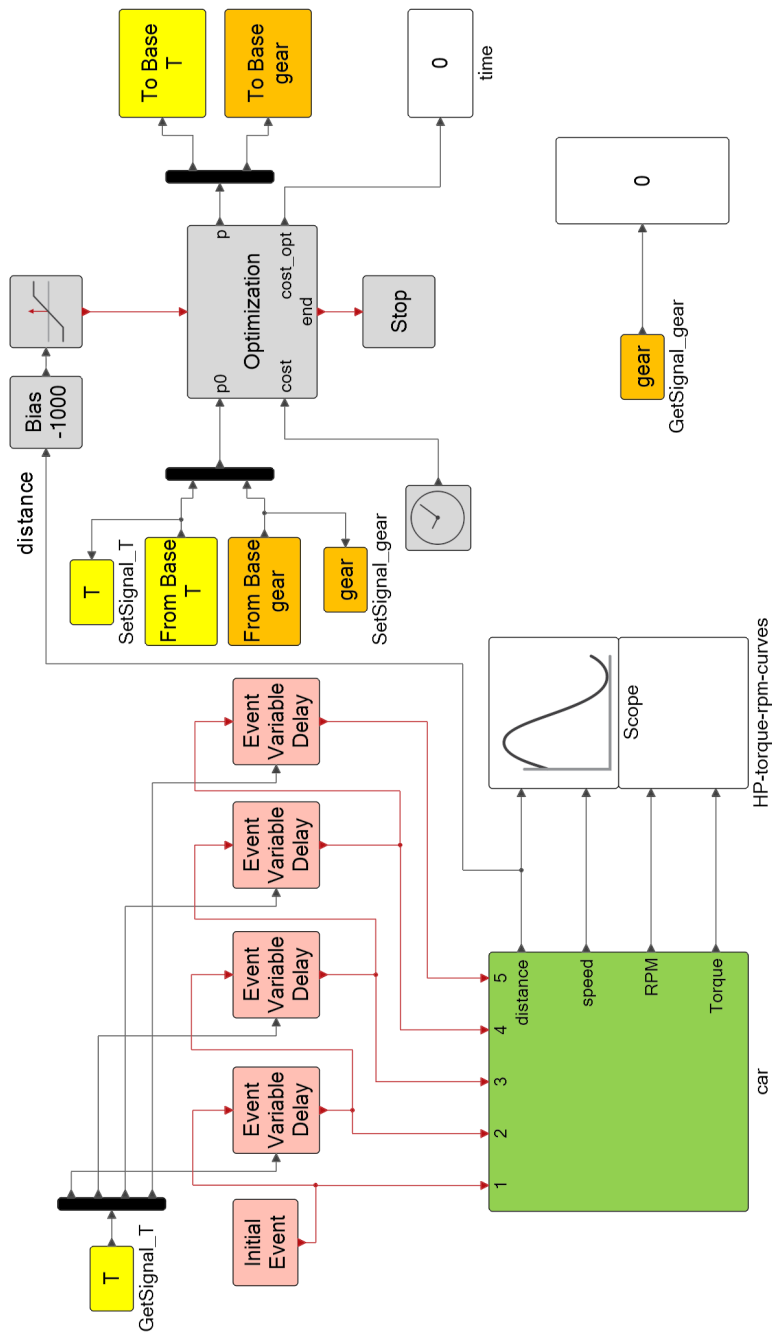 T
GetSignal_T
Initial
Event
Event
Variable
Delay
Event
Variable
Delay
Event
Variable
Delay
Event
Variable
Delay
1
2
3
4
5
distance
speed
RPM
Torque
car
Scope
HP-torque-rpm-curves
distance
Bias
-1000
T
SetSignal_T
From Base
T
From Base
gear
gear
SetSignal_gear
p0
cost
Optimization
p
cost_opt
end
Stop
To Base
T
To Base
gear
0
time
gear
GetSignal_gear
0